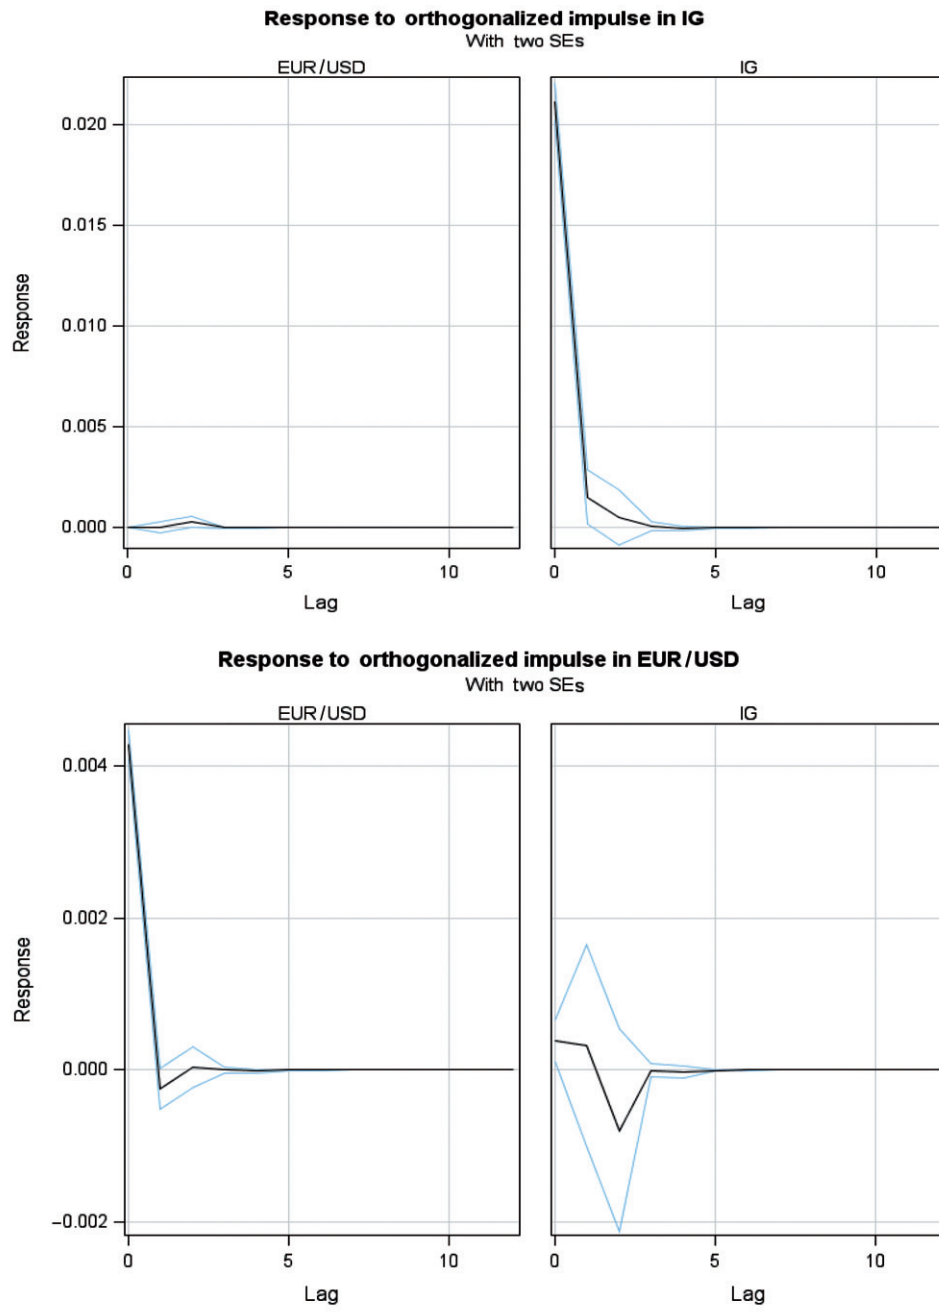 Response to orthogonalized impulse in IG
With two SEs
EUR/USD IG
0.020
0.015
0.010
0.005
0.000
Response
0 5 10 0 5 10
Lag Lag
Response to orthogonalized impulse in EUR/USD
With two SEs
EUR/USD IG
0.004
0.002
0.000
−0.002
Response
0 5 10 0 5 10
Lag Lag